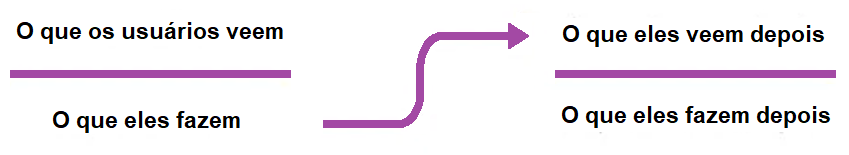 O que os usuários veem
O que eles fazem
O que eles veem depois
O que eles fazem depois